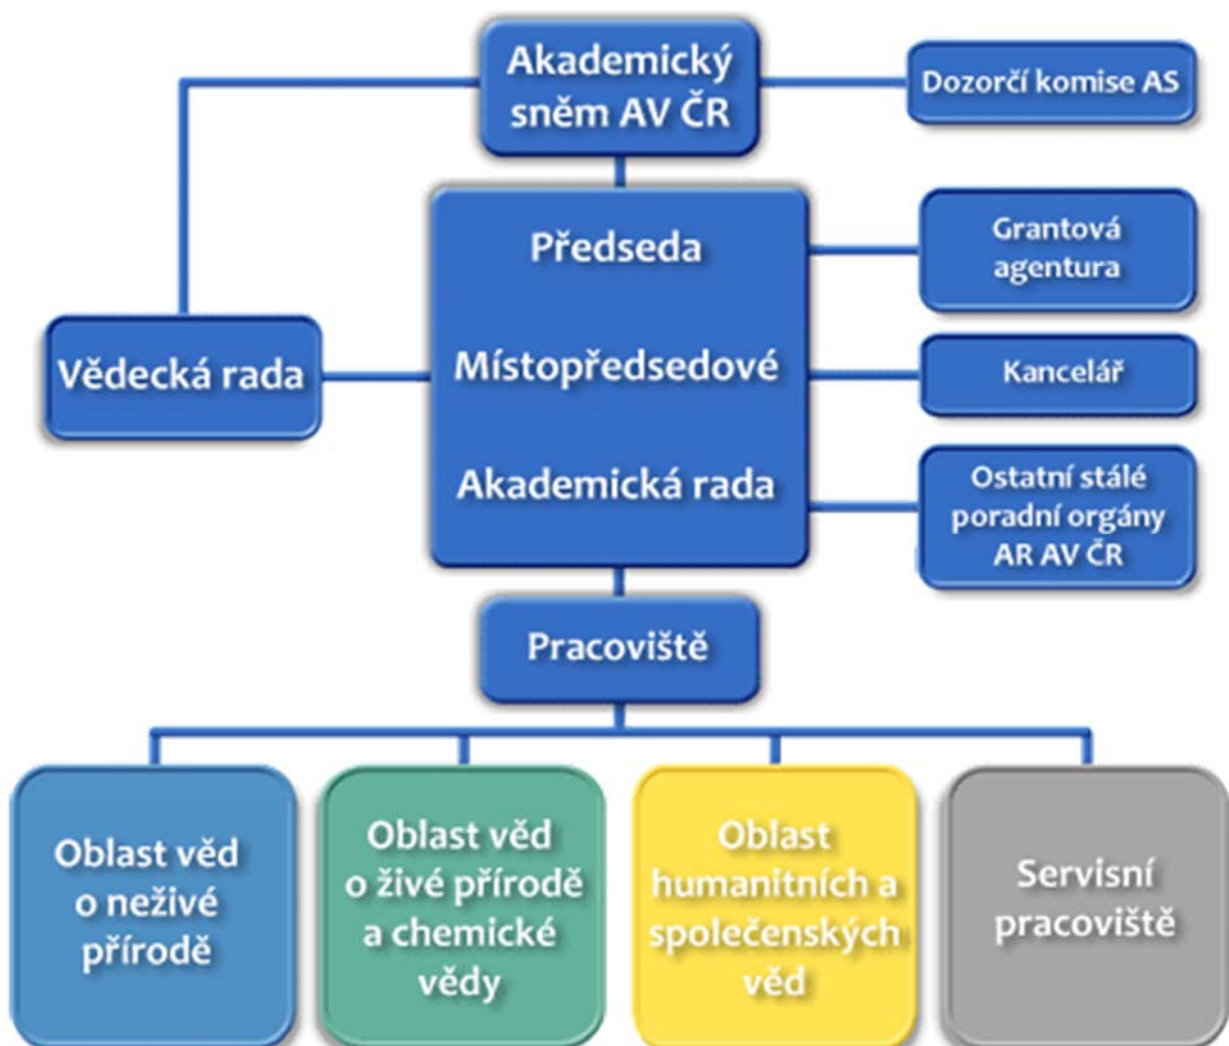 Akademický
sněm AV ČR
Dozorčí komise AS
Předseda
Grantová
agentura
Vědecká rada
Místopředsedové
Kancelář
Akademická rada
Ostatní stálé
poradní orgány
AR AV ČR
Pracoviště
Oblast věd
o neživé
přírodě
Oblast věd
o živé přírodě
a chemické
vědy
Oblast
humanitních a
společenských
věd
Servisní
pracoviště